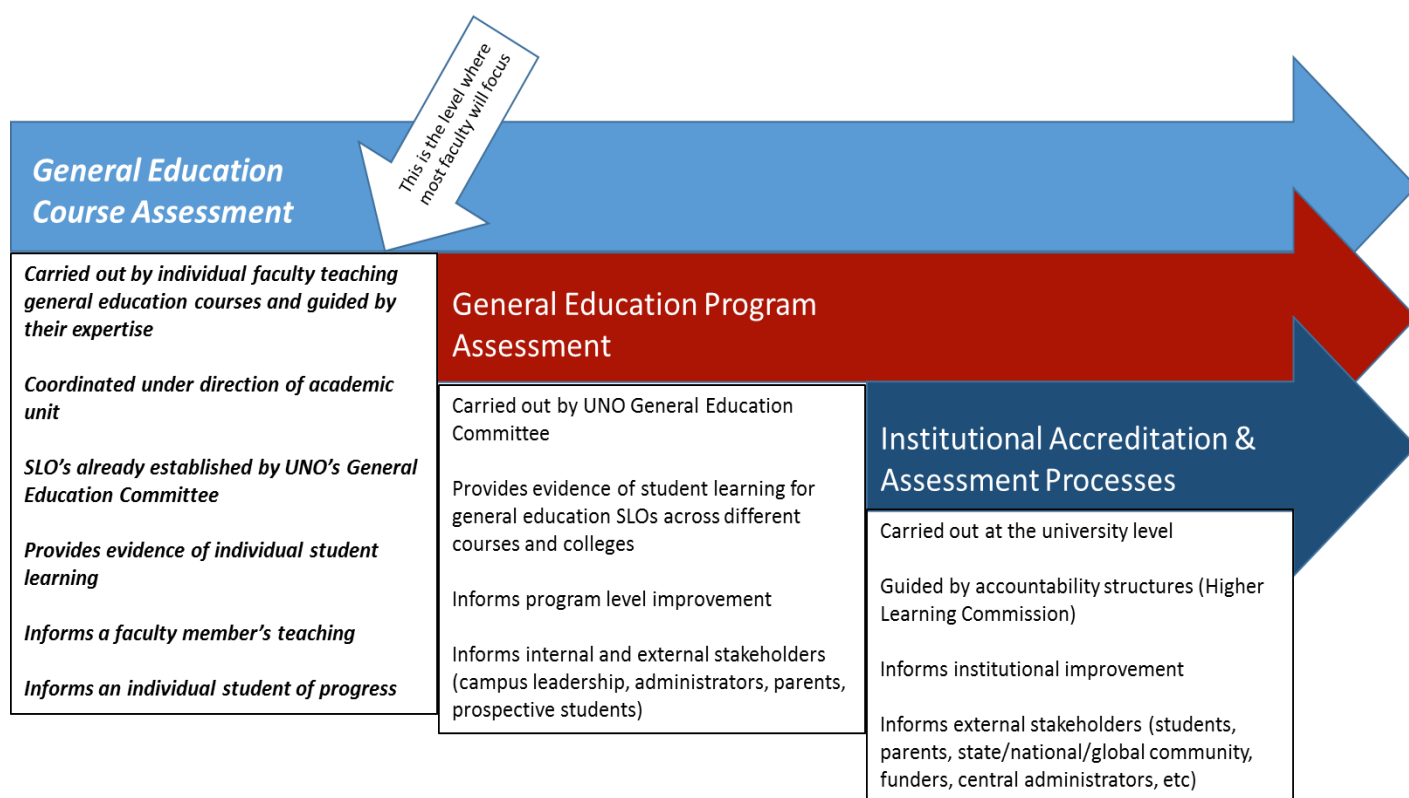 This is the level where
most faculty will focus
General Education
Course Assessment
Carried out by individual faculty teaching
general education courses and guided by
their expertise
Coordinated under direction of academic
unit
SLO's already established by UNO's General
Education Committee
Provides evidence of individual student
learning
Informs a faculty member's teaching
Informs an individual student of progress
General Education Program
Assessment
Carried out by UNO General Education
Committee
Provides evidence of student learning for
general education SLOs across different
courses and colleges
Informs program level improvement
Informs internal and external stakeholders
(campus leadership, administrators, parents,
prospective students)
Institutional Accreditation &
Assessment Processes
Carried out at the university level
Guided by accountability structures (Higher
Learning Commission)
Informs institutional improvement
Informs external stakeholders (students,
parents, state/national/global community,
funders, central administrators, etc)